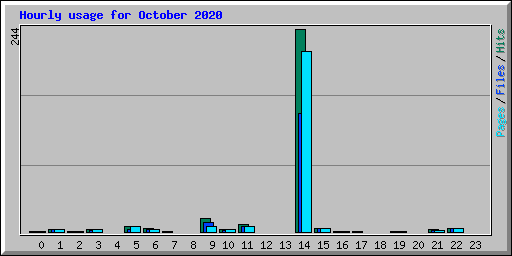 Hourly usage for October 2020
244
Pages/Files/Hits
0 1 2 3 4 5 6 7 8 9 10 11 12 13 14 15 16 17 18 19 20 21 22 23